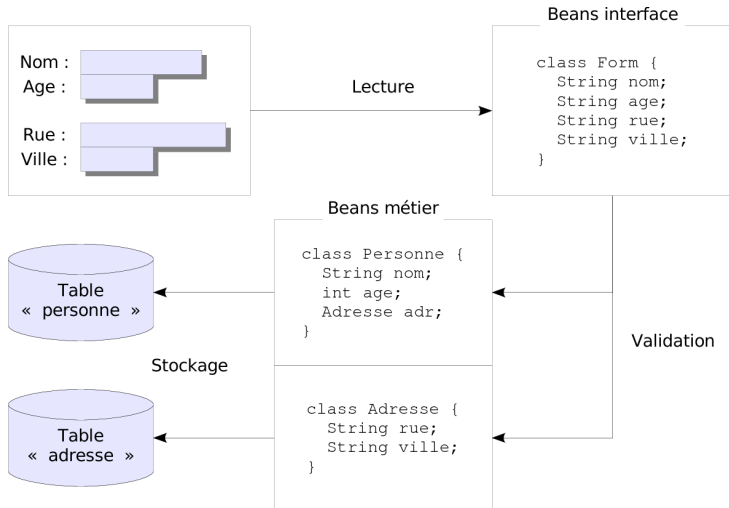 Beans interface
Nom :
Age :
Rue :
Ville :
Lecture
class Form {
String nom;
String age;
String rue;
String ville;
}
Beans métier
class Personne {
String nom;
int age;
Adresse adr;
}
Table
« personne »
Validation
Stockage
class Adresse {
String rue;
String ville;
}
Table
« adresse »